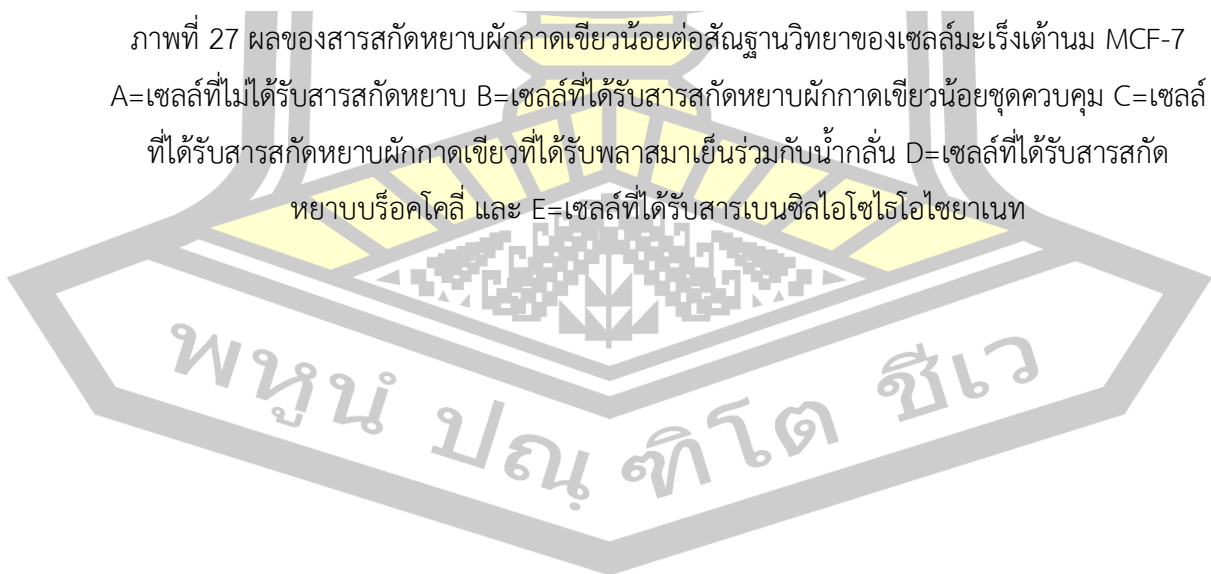 ภาพที่ 27 ผลของสารสกัดหยาบผักกาดเขียวน้อยต่อสัณฐานวิทยาของเซลล์มะเร็งเต้านม MCF-7
A=เซลล์ที่ไม่ได้รับสารสกัดหยาบ B=เซลล์ที่ได้รับสารสกัดหยาบผักกาดเขียวน้อยชุดควบคุม C=เซลล์
ที่ได้รับสารสกัดหยาบผักกาดเขียวที่ได้รับพลาสมาเย็นร่วมกับน้ำกลั่น D=เซลล์ที่ได้รับสารสกัด
หยาบบร็อคโคลี่ และ E=เซลล์ที่ได้รับสารเบนซิลไอโซไธโอไซยาเนท
พหูนํ ปณฺฑิโต ชีเว